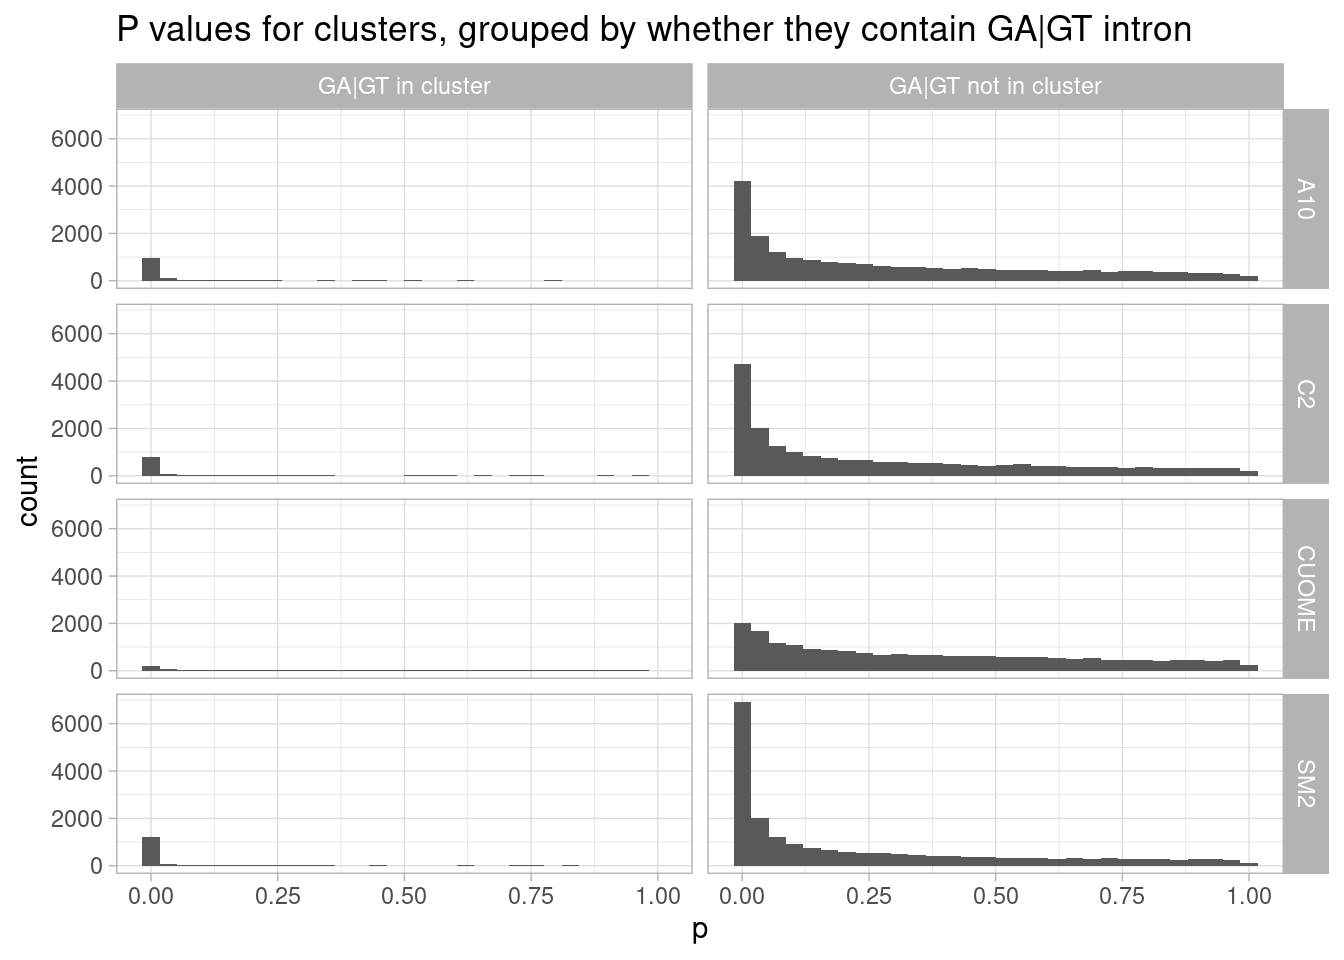 P values for clusters, grouped by whether they contain GA|GT intron
GA|GT in cluster
GA|GT not in cluster
6000
4000
2000
0
A10
6000
4000
2000
0
C2
6000
4000
2000
0
CUOME
6000
4000
2000
0
SM2
count
0.00 0.25 0.50 0.75 1.00
0.00 0.25 0.50 0.75 1.00
p